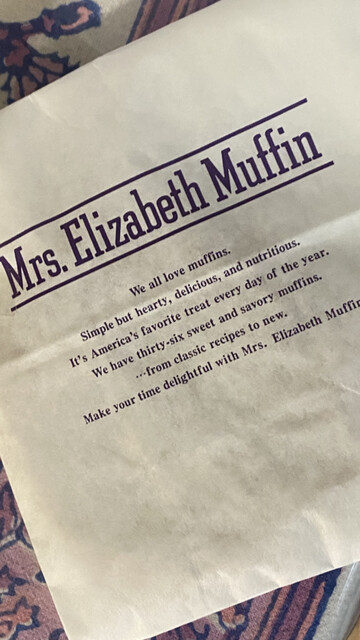 Mrs. Elizabeth Muffin
We all love muffins.
Simple but hearty, delicious, and nutritious.
It's America's favorite treat every day of the year.
We have thirty-six sweet and savory muffins.
...from classic recipes to new.
Make your time delightful with Mrs. Elizabeth Muffin